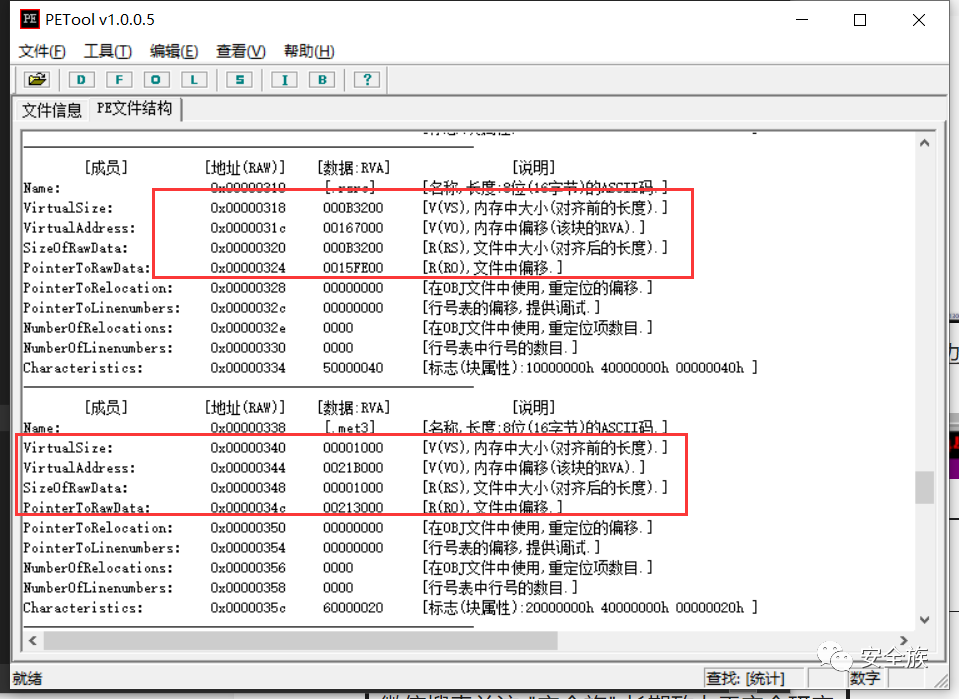 PETool v1.0.0.5
文件(F) 工具(T) 编辑(E) 查看(V) 帮助(H)
D F O L S I B ?
文件信息 PE文件结构
[成员] [地址(RAW)] [数据:RVA] [说明]
Name: 0x00000310 [.rsrc] [名称,长度:8位(16字节)的ASCII码.]
VirtualSize: 0x00000318 000B3200 [V(VS),内存中大小(对齐前的长度).]
VirtualAddress: 0x0000031c 00167000 [V(VO),内存中偏移(该块的RVA).]
SizeOfRawData: 0x00000320 000B3200 [R(RS),文件中大小(对齐后的长度).]
PointerToRawData: 0x00000324 0015FE00 [R(RO),文件中偏移.]
PointerToRelocation: 0x00000328 00000000 [在OBJ文件中使用,重定位的偏移.]
PointerToLinenumbers: 0x0000032c 00000000 [行号表的偏移,提供调试.]
NumberOfRelocations: 0x0000032e 0000 [在OBJ文件中使用,重定位项数目.]
NumberOfLinenumbers: 0x00000330 0000 [行号表中行号的数目.]
Characteristics: 0x00000334 50000040 [标志(块属性):10000000h 40000000h 00000040h ]
[成员] [地址(RAW)] [数据:RVA] [说明]
Name: 0x00000338 [.met3] [名称,长度:8位(16字节)的ASCII码.]
VirtualSize: 0x00000340 00001000 [V(VS),内存中大小(对齐前的长度).]
VirtualAddress: 0x00000344 0021B000 [V(VO),内存中偏移(该块的RVA).]
SizeOfRawData: 0x00000348 00001000 [R(RS),文件中大小(对齐后的长度).]
PointerToRawData: 0x0000034c 00213000 [R(RO),文件中偏移.]
PointerToRelocation: 0x00000350 00000000 [在OBJ文件中使用,重定位的偏移.]
PointerToLinenumbers: 0x00000354 00000000 [行号表的偏移,提供调试.]
NumberOfRelocations: 0x00000356 0000 [在OBJ文件中使用,重定位项数目.]
NumberOfLinenumbers: 0x00000358 0000 [行号表中行号的数目.]
Characteristics: 0x0000035c 60000020 [标志(块属性):20000000h 40000000h 00000020h ]
安全族
就绪 查找: [统计] 数字